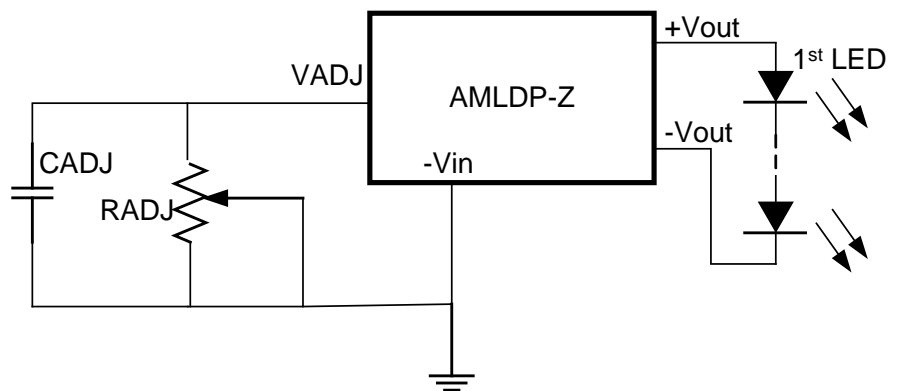 +Vout
1st LED
VADJ
AMLDP-Z
-Vout
CADJ
-Vin
RADJ